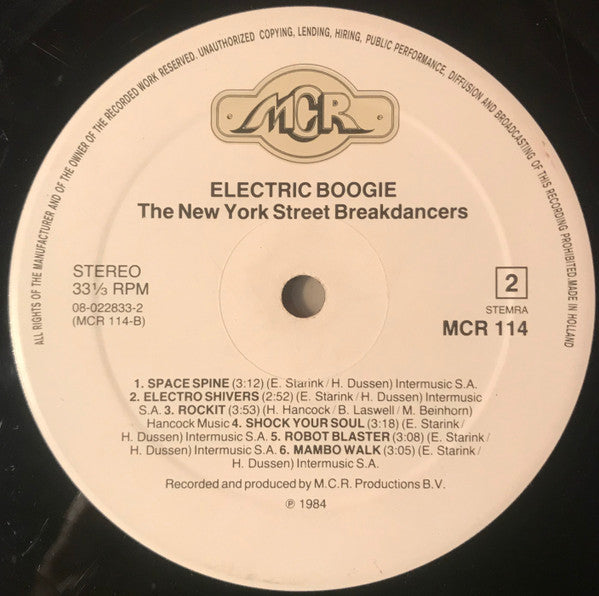 ALL RIGHTS OF THE MANUFACTURER AND OF THE OWNER OF THE RECORDED WORK RESERVED. UNAUTHORIZED COPYING, LENDING, HIRING, PUBLIC PERFORMANCE, DIFFUSION AND BROADCASTING OF THIS RECORDING PROHIBITED. MADE IN HOLLAND
MCR
ELECTRIC BOOGIE
The New York Street Breakdancers
STEREO
33⅓ RPM
08-022833-2
(MCR 114-B)
2
STEMRA
MCR 114
1. SPACE SPINE (3:12) (E. Starink / H. Dussen) Intermusic S.A.
2. ELECTRO SHIVERS (2:52) (E. Starink / H. Dussen) Intermusic
S.A. 3. ROCKIT (3:53) (H. Hancock / B. Laswell / M. Beinhorn)
Hancock Music 4. SHOCK YOUR SOUL (3:18) (E. Starink /
H. Dussen) Intermusic S.A. 5. ROBOT BLASTER (3:08) (E. Starink /
H. Dussen) Intermusic S.A. 6. MAMBO WALK (3:05) (E. Starink /
H. Dussen) Intermusic S.A.
Recorded and produced by M.C.R. Productions B.V.
℗ 1984